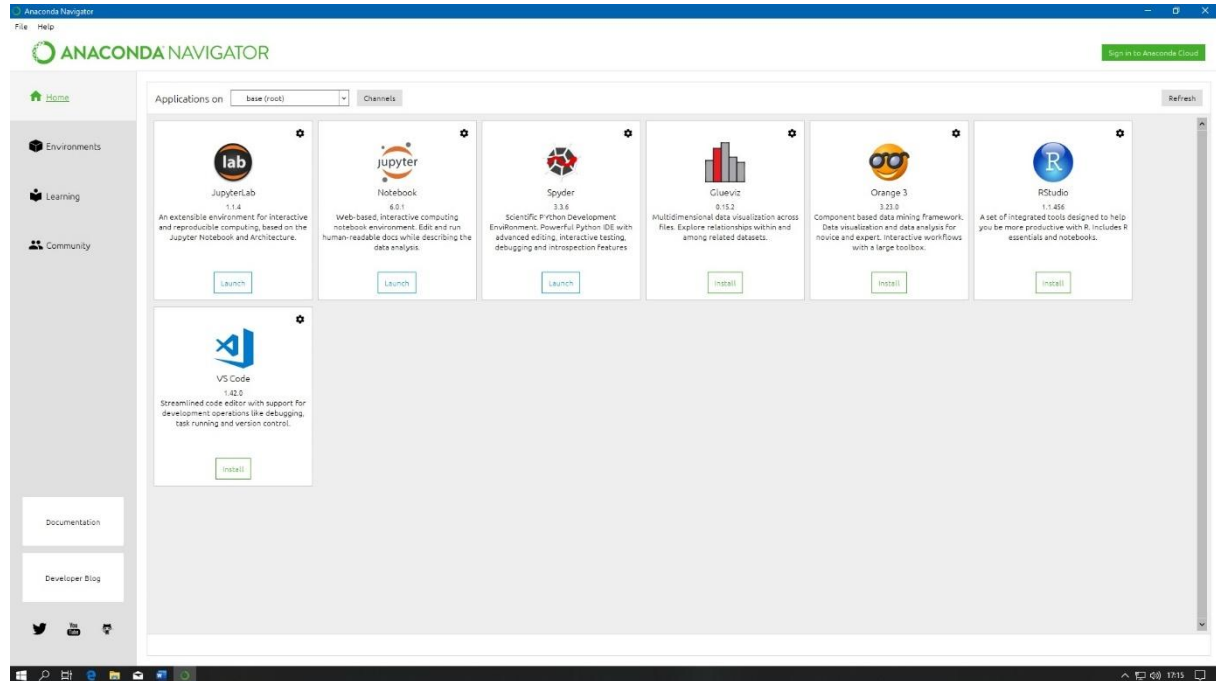 Anaconda Navigator
File Help
ANACONDA NAVIGATOR
Sign in to Anaconda Cloud
Home
Environments
Learning
Community
Documentation
Developer Blog
You
Tube
Applications on base (root) Channels Refresh
lab
JupyterLab
1.1.4
An extensible environment for interactive
and reproducible computing, based on the
Jupyter Notebook and Architecture.
Launch
jupyter
Notebook
6.0.1
Web-based, interactive computing
notebook environment. Edit and run
human-readable docs while describing the
data analysis.
Launch
Spyder
3.3.6
Scientific PYthon Development
EnviRonment. Powerful Python IDE with
advanced editing, interactive testing,
debugging and introspection features
Launch
Glueviz
0.15.2
Multidimensional data visualization across
files. Explore relationships within and
among related datasets.
Install
Orange 3
3.23.0
Component based data mining framework.
Data visualization and data analysis for
novice and expert. Interactive workflows
with a large toolbox.
Install
R
RStudio
1.1.456
A set of integrated tools designed to help
you be more productive with R. Includes R
essentials and notebooks.
Install
VS Code
1.42.0
Streamlined code editor with support for
development operations like debugging,
task running and version control.
Install
17:15